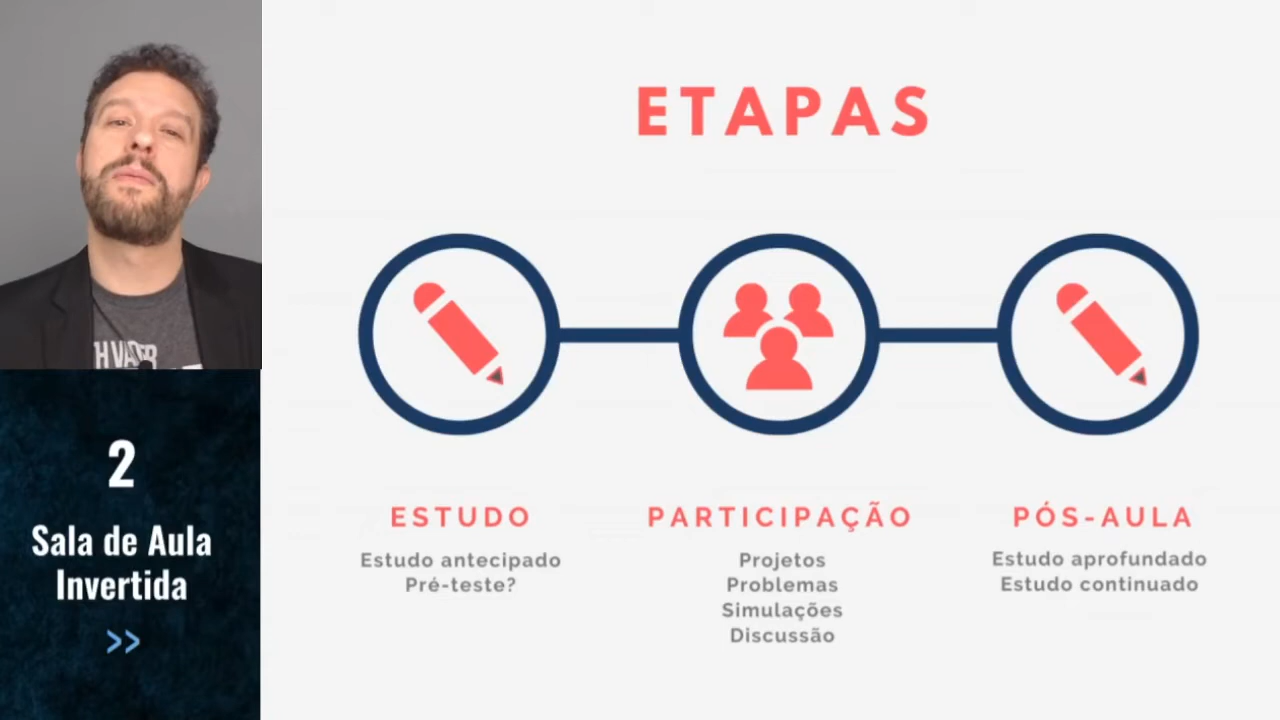 2
Sala de Aula
Invertida
>>
ETAPAS
ESTUDO
Estudo antecipado
Pré-teste?
PARTICIPAÇÃO
Projetos
Problemas
Simulações
Discussão
PÓS-AULA
Estudo aprofundado
Estudo continuado